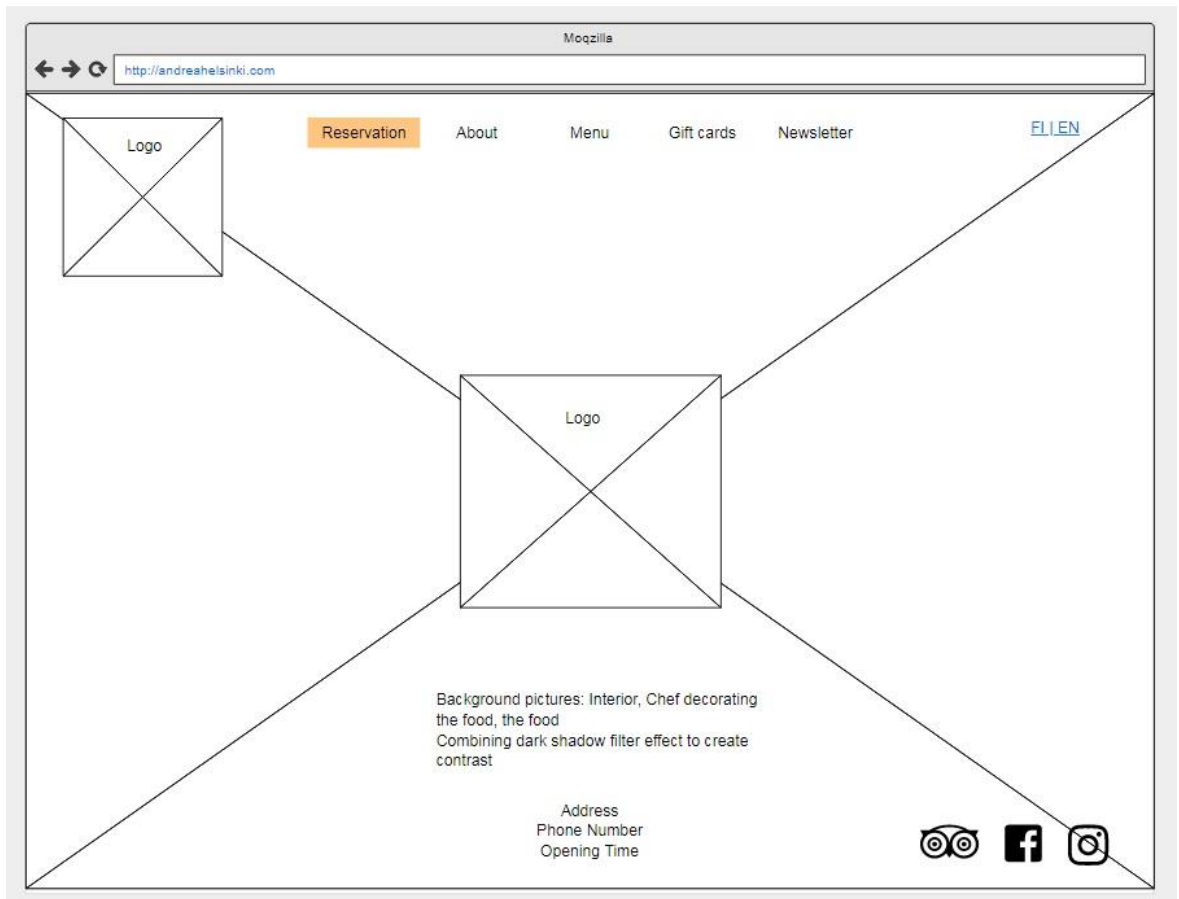 Moqzilla
http://andreahelsinki.com
Logo
Reservation About Menu Gift cards Newsletter
FI | EN
Logo
Background pictures: Interior, Chef decorating
the food, the food
Combining dark shadow filter effect to create
contrast
Address
Phone Number
Opening Time